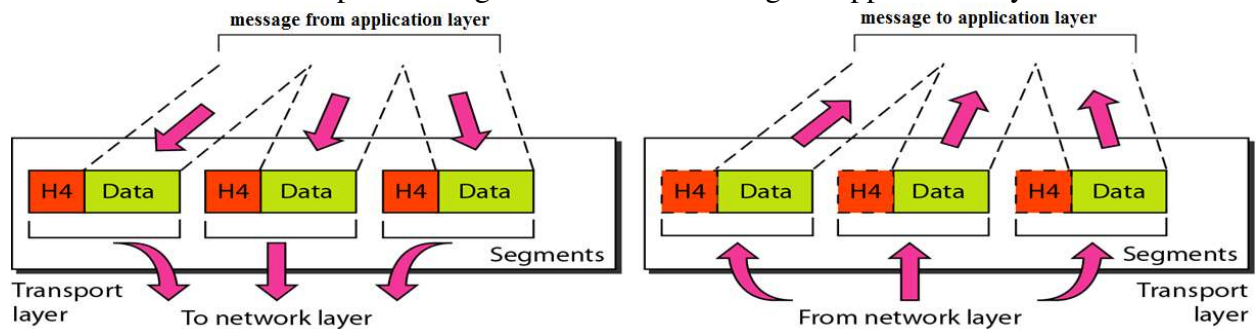 message from application layer
H4 Data H4 Data H4 Data
Segments
Transport
layer
To network layer
message to application layer
H4 Data H4 Data H4 Data
Segments
From network layer
Transport
layer